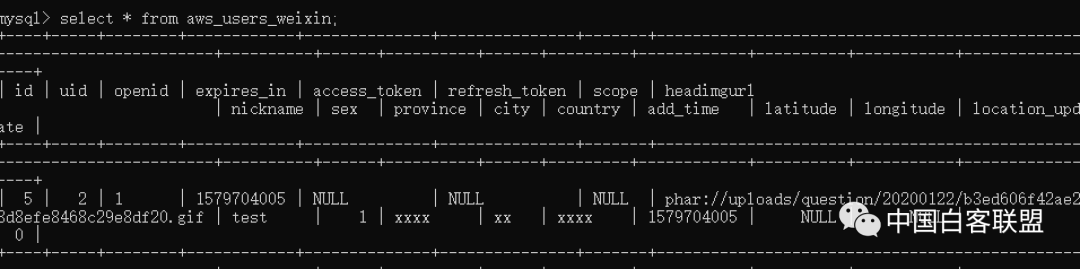 mysql> select * from aws_users_weixin;
+----+-----+--------+------------+--------------+---------------+-------+
----+
| id | uid | openid | expires_in | access_token | refresh_token | scope | headimgurl
| nickname | sex | province | city | country | add_time | latitude | longitude | location_upd
ate |
| 5 | 2 | 1 | 1579704005 | NULL | NULL | NULL | phar://uploads/question/20200122/b3ed606f42ae2
8d8efe8468c29e8df20.gif | test | 1 | xxxx | xx | xxxx | 1579704005 | NULL |
0 |
中国白客联盟